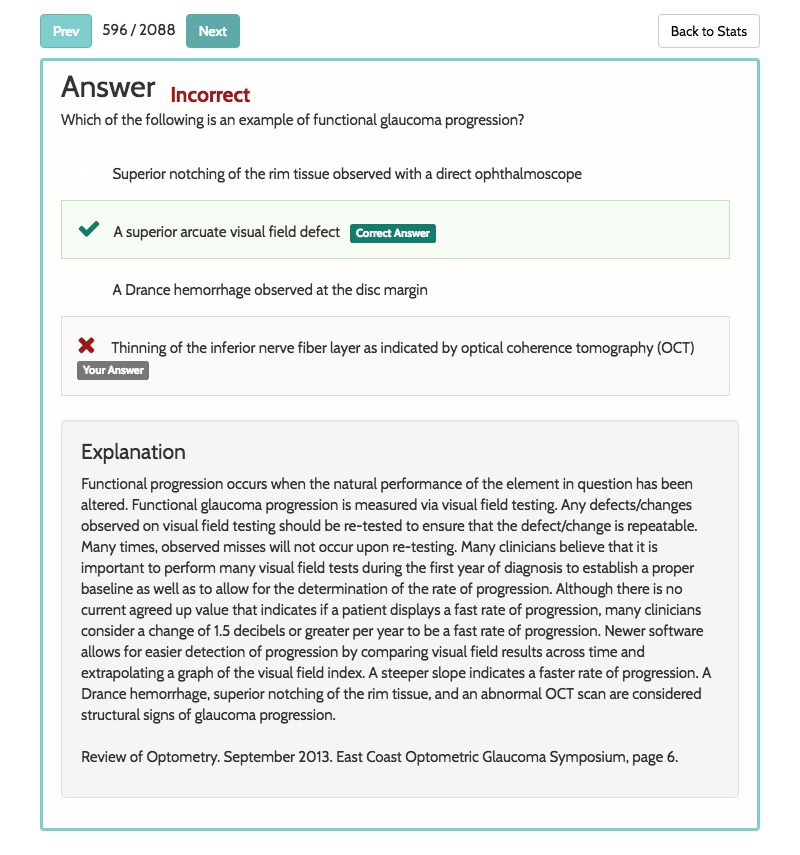 Prev 596 / 2088 Next Back to Stats
Answer Incorrect
Which of the following is an example of functional glaucoma progression?
Superior notching of the rim tissue observed with a direct ophthalmoscope
A superior arcuate visual field defect Correct Answer
A Drance hemorrhage observed at the disc margin
Thinning of the inferior nerve fiber layer as indicated by optical coherence tomography (OCT)
Your Answer
Explanation
Functional progression occurs when the natural performance of the element in question has been
altered. Functional glaucoma progression is measured via visual field testing. Any defects/changes
observed on visual field testing should be re-tested to ensure that the defect/change is repeatable.
Many times, observed misses will not occur upon re-testing. Many clinicians believe that it is
important to perform many visual field tests during the first year of diagnosis to establish a proper
baseline as well as to allow for the determination of the rate of progression. Although there is no
current agreed up value that indicates if a patient displays a fast rate of progression, many clinicians
consider a change of 1.5 decibels or greater per year to be a fast rate of progression. Newer software
allows for easier detection of progression by comparing visual field results across time and
extrapolating a graph of the visual field index. A steeper slope indicates a faster rate of progression. A
Drance hemorrhage, superior notching of the rim tissue, and an abnormal OCT scan are considered
structural signs of glaucoma progression.
Review of Optometry. September 2013. East Coast Optometric Glaucoma Symposium, page 6.